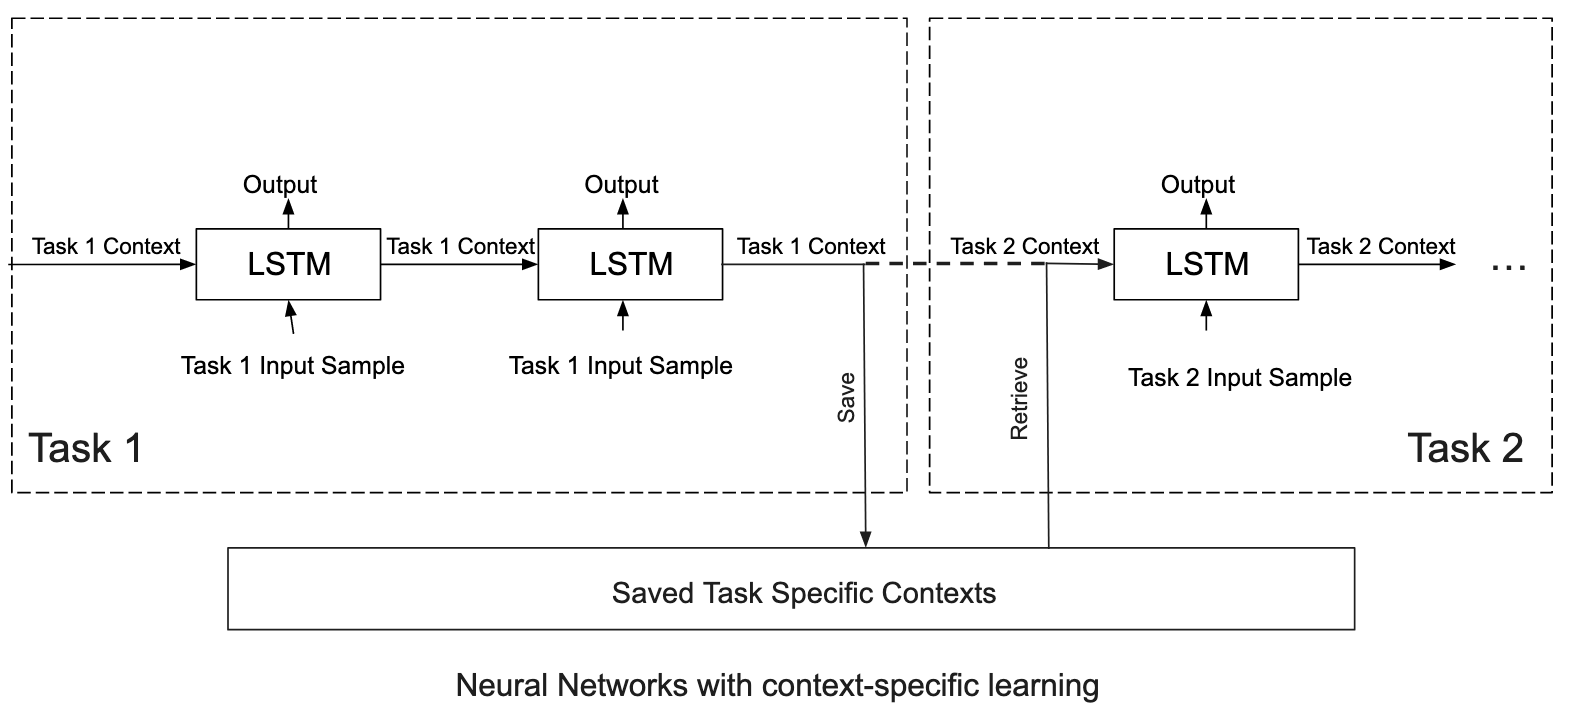 Output
Output
Output
Task 1 Context
Task 1 Context
Task 1 Context
Task 2 Context
Task 2 Context
LSTM
LSTM
LSTM
...
Task 1 Input Sample
Task 1 Input Sample
Task 2 Input Sample
Save
Retrieve
Task 1
Task 2
Saved Task Specific Contexts
Neural Networks with context-specific learning